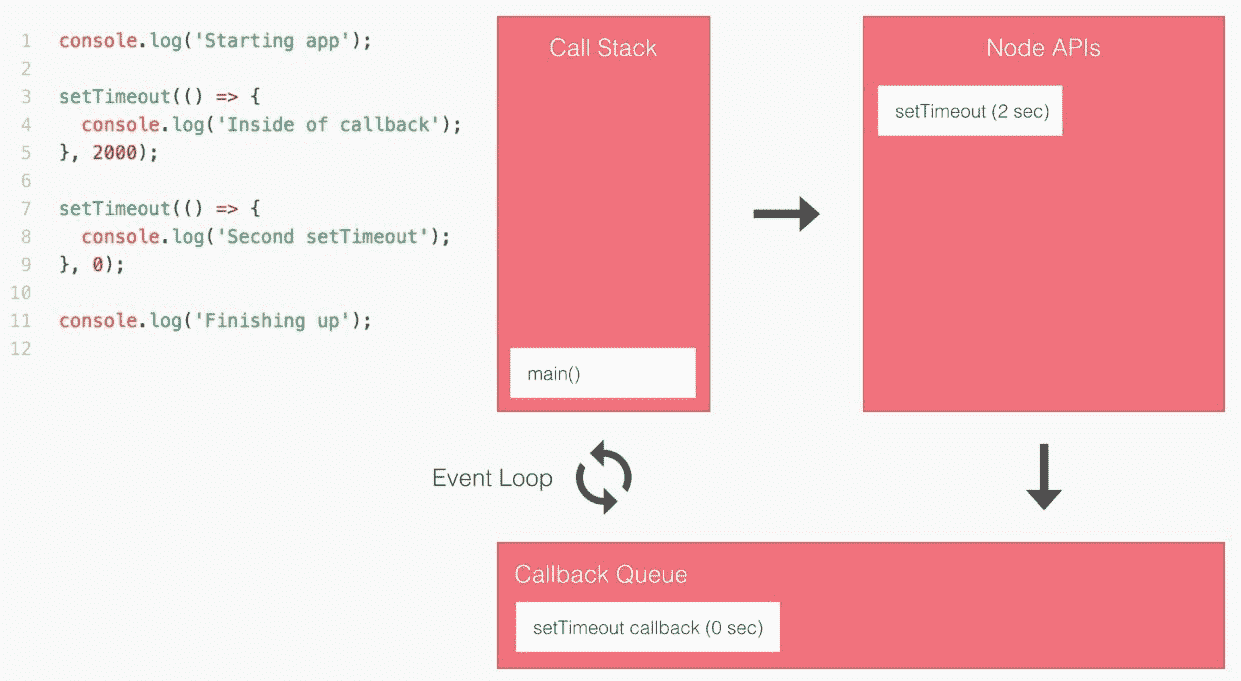 1 console.log('Starting app');
2
3 setTimeout(() => {
4   console.log('Inside of callback');
5 }, 2000);
6
7 setTimeout(() => {
8   console.log('Second setTimeout');
9 }, 0);
10
11 console.log('Finishing up');
12
Call Stack
main()
Node APIs
setTimeout (2 sec)
Event Loop
Callback Queue
setTimeout callback (0 sec)